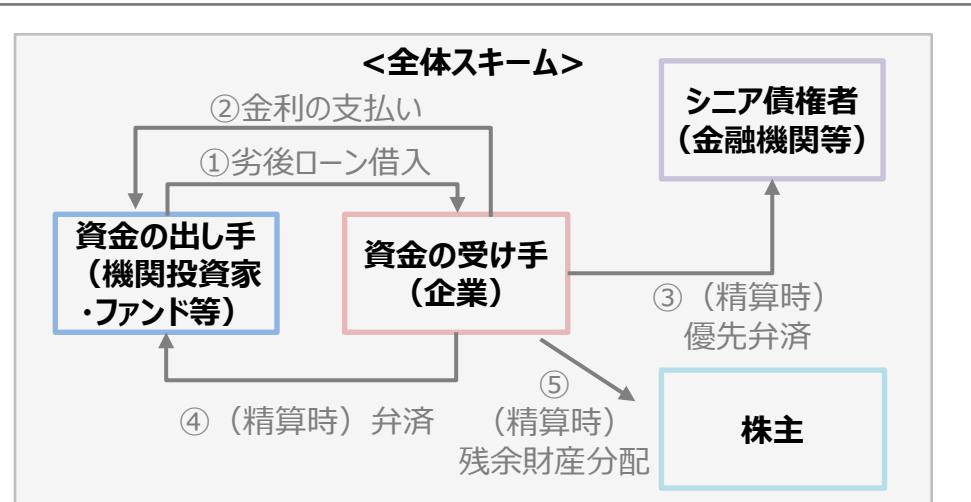 <全体スキーム>
②金利の支払い
①劣後ローン借入
シニア債権者
（金融機関等）
資金の出し手
（機関投資家
・ファンド等）
資金の受け手
（企業）
③（精算時）
優先弁済
④（精算時）弁済
⑤
（精算時）
残余財産分配
株主